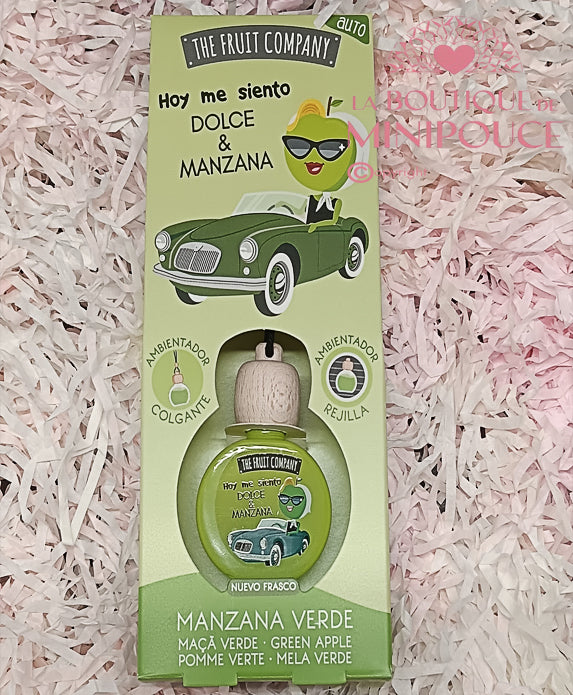 AUTO
THE FRUIT COMPANY
Hoy me siento
DOLCE
&
MANZANA
LA BOUTIQUE DE
MINIPOUCE
©
AMBIENTADOR
COLGANTE
AMBIENTADOR
REJILLA
THE FRUIT COMPANY
Hoy me siento
DOLCE
&
MANZANA
NUEVO FRASCO
MANZANA VERDE
MAÇÃ VERDE · GREEN APPLE
POMME VERTE · MELA VERDE